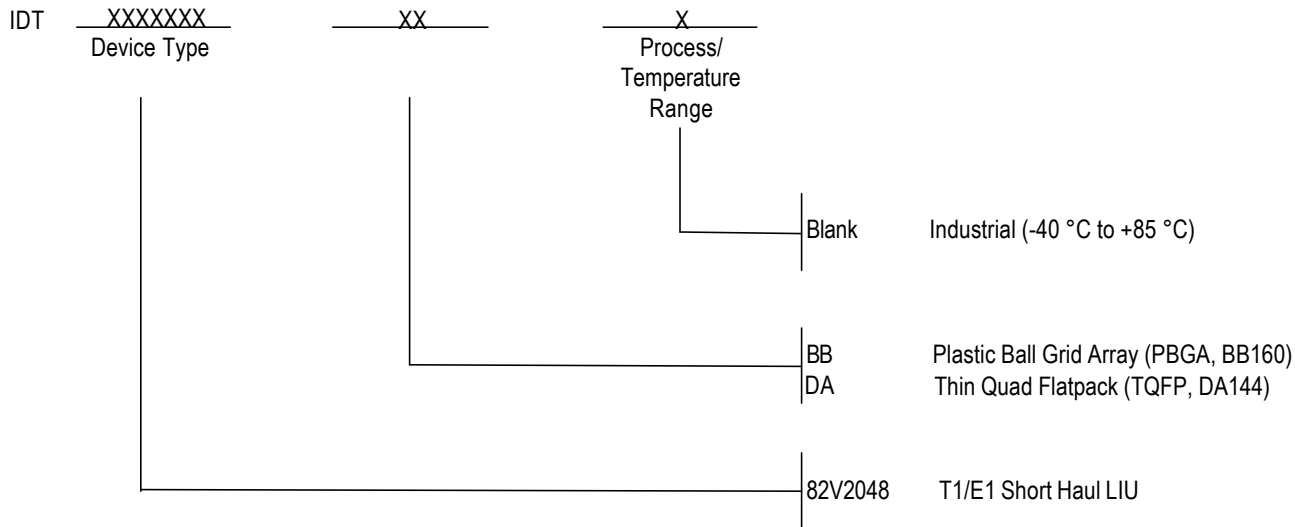 IDT XXXXXXX XX X
Device Type
Process/
Temperature
Range
Blank Industrial (-40 °C to +85 °C)
BB Plastic Ball Grid Array (PBGA, BB160)
DA Thin Quad Flatpack (TQFP, DA144)
82V2048 T1/E1 Short Haul LIU